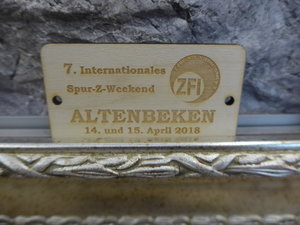 7. Internationales
Spur-Z-Weekend
ZFI
ALTENBEKEN
14. und 15. April 2018